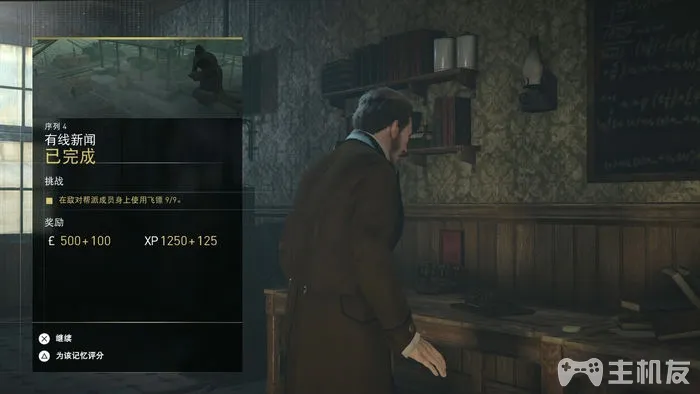 序列 4
有线新闻
已完成
挑战
在敌对帮派成员身上使用飞镖 9/9。
奖励
£ 500+100 XP 1250+125
继续
为该记忆评分
主机友